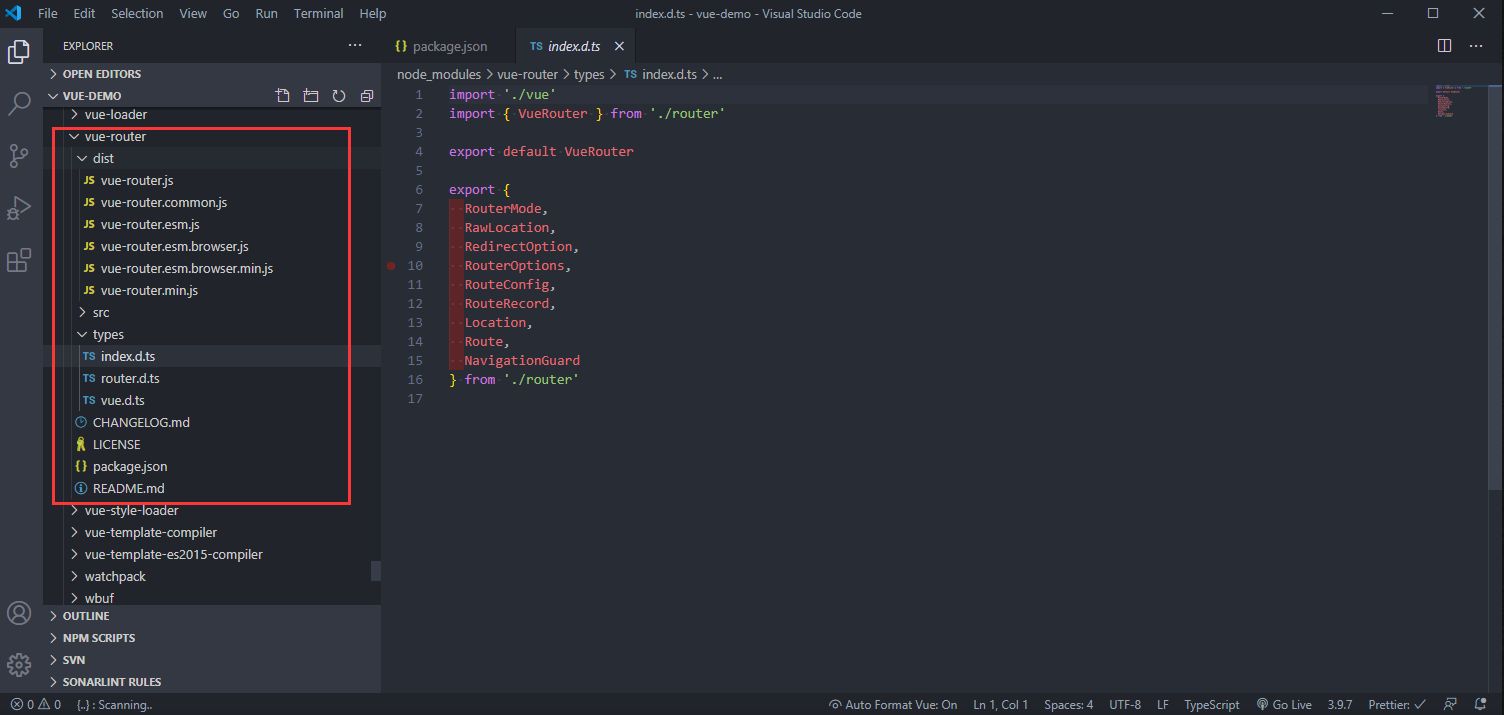 File Edit Selection View Go Run Terminal Help index.d.ts - vue-demo - Visual Studio Code
EXPLORER ···
{} package.json
TS index.d.ts
OPEN EDITORS
VUE-DEMO
vue-loader
vue-router
dist
JS vue-router.js
JS vue-router.common.js
JS vue-router.esm.js
JS vue-router.esm.browser.js
JS vue-router.esm.browser.min.js
JS vue-router.min.js
src
types
TS index.d.ts
TS router.d.ts
TS vue.d.ts
CHANGELOG.md
LICENSE
{} package.json
README.md
vue-style-loader
vue-template-compiler
vue-template-es2015-compiler
watchpack
wbuf
OUTLINE
NPM SCRIPTS
SVN
SONARLINT RULES
node_modules > vue-router > types > TS index.d.ts > ...
1 import './vue'
2 import { VueRouter } from './router'
3
4 export default VueRouter
5
6 export {
7 RouterMode,
8 RawLocation,
9 RedirectOption,
10 RouterOptions,
11 RouteConfig,
12 RouteRecord,
13 Location,
14 Route,
15 NavigationGuard
16 } from './router'
17
0 0 {..} : Scanning.. Auto Format Vue: On Ln 1, Col 1 Spaces: 4 UTF-8 LF TypeScript Go Live 3.9.7 Prettier: ✓